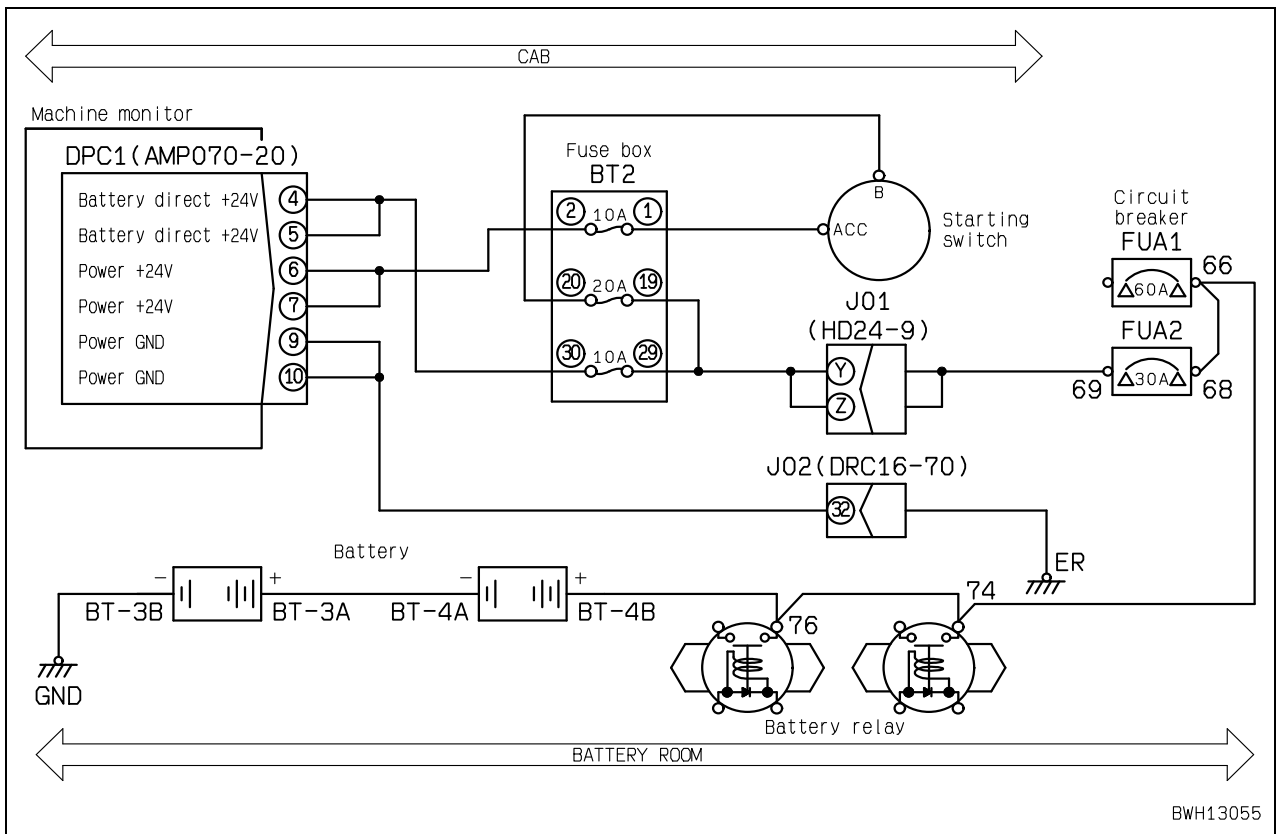 CAB
Machine monitor
DPC1(AMP070-20)
Battery direct +24V 4
Battery direct +24V 5
Power +24V 6
Power +24V 7
Power GND 9
Power GND 10
Fuse box
BT2
2 10A 1
20 20A 19
30 10A 29
B
ACC
Starting
switch
Circuit
breaker
FUA1
66
60A
FUA2
69 30A 68
J01
(HD24-9)
Y
Z
J02(DRC16-70)
32
ER
Battery
- +
- +
BT-3B BT-3A BT-4A BT-4B
GND
76
74
Battery relay
BATTERY ROOM
BWH13055